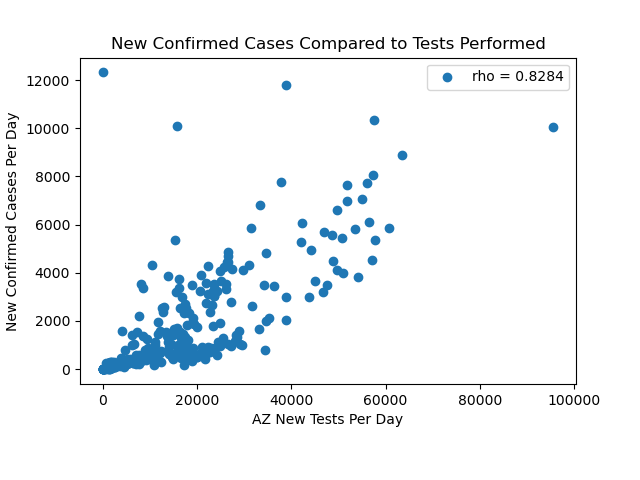 New Confirmed Cases Compared to Tests Performed
rho = 0.8284
New Confirmed Caeses Per Day
12000
10000
8000
6000
4000
2000
0
0 20000 40000 60000 80000 100000
AZ New Tests Per Day